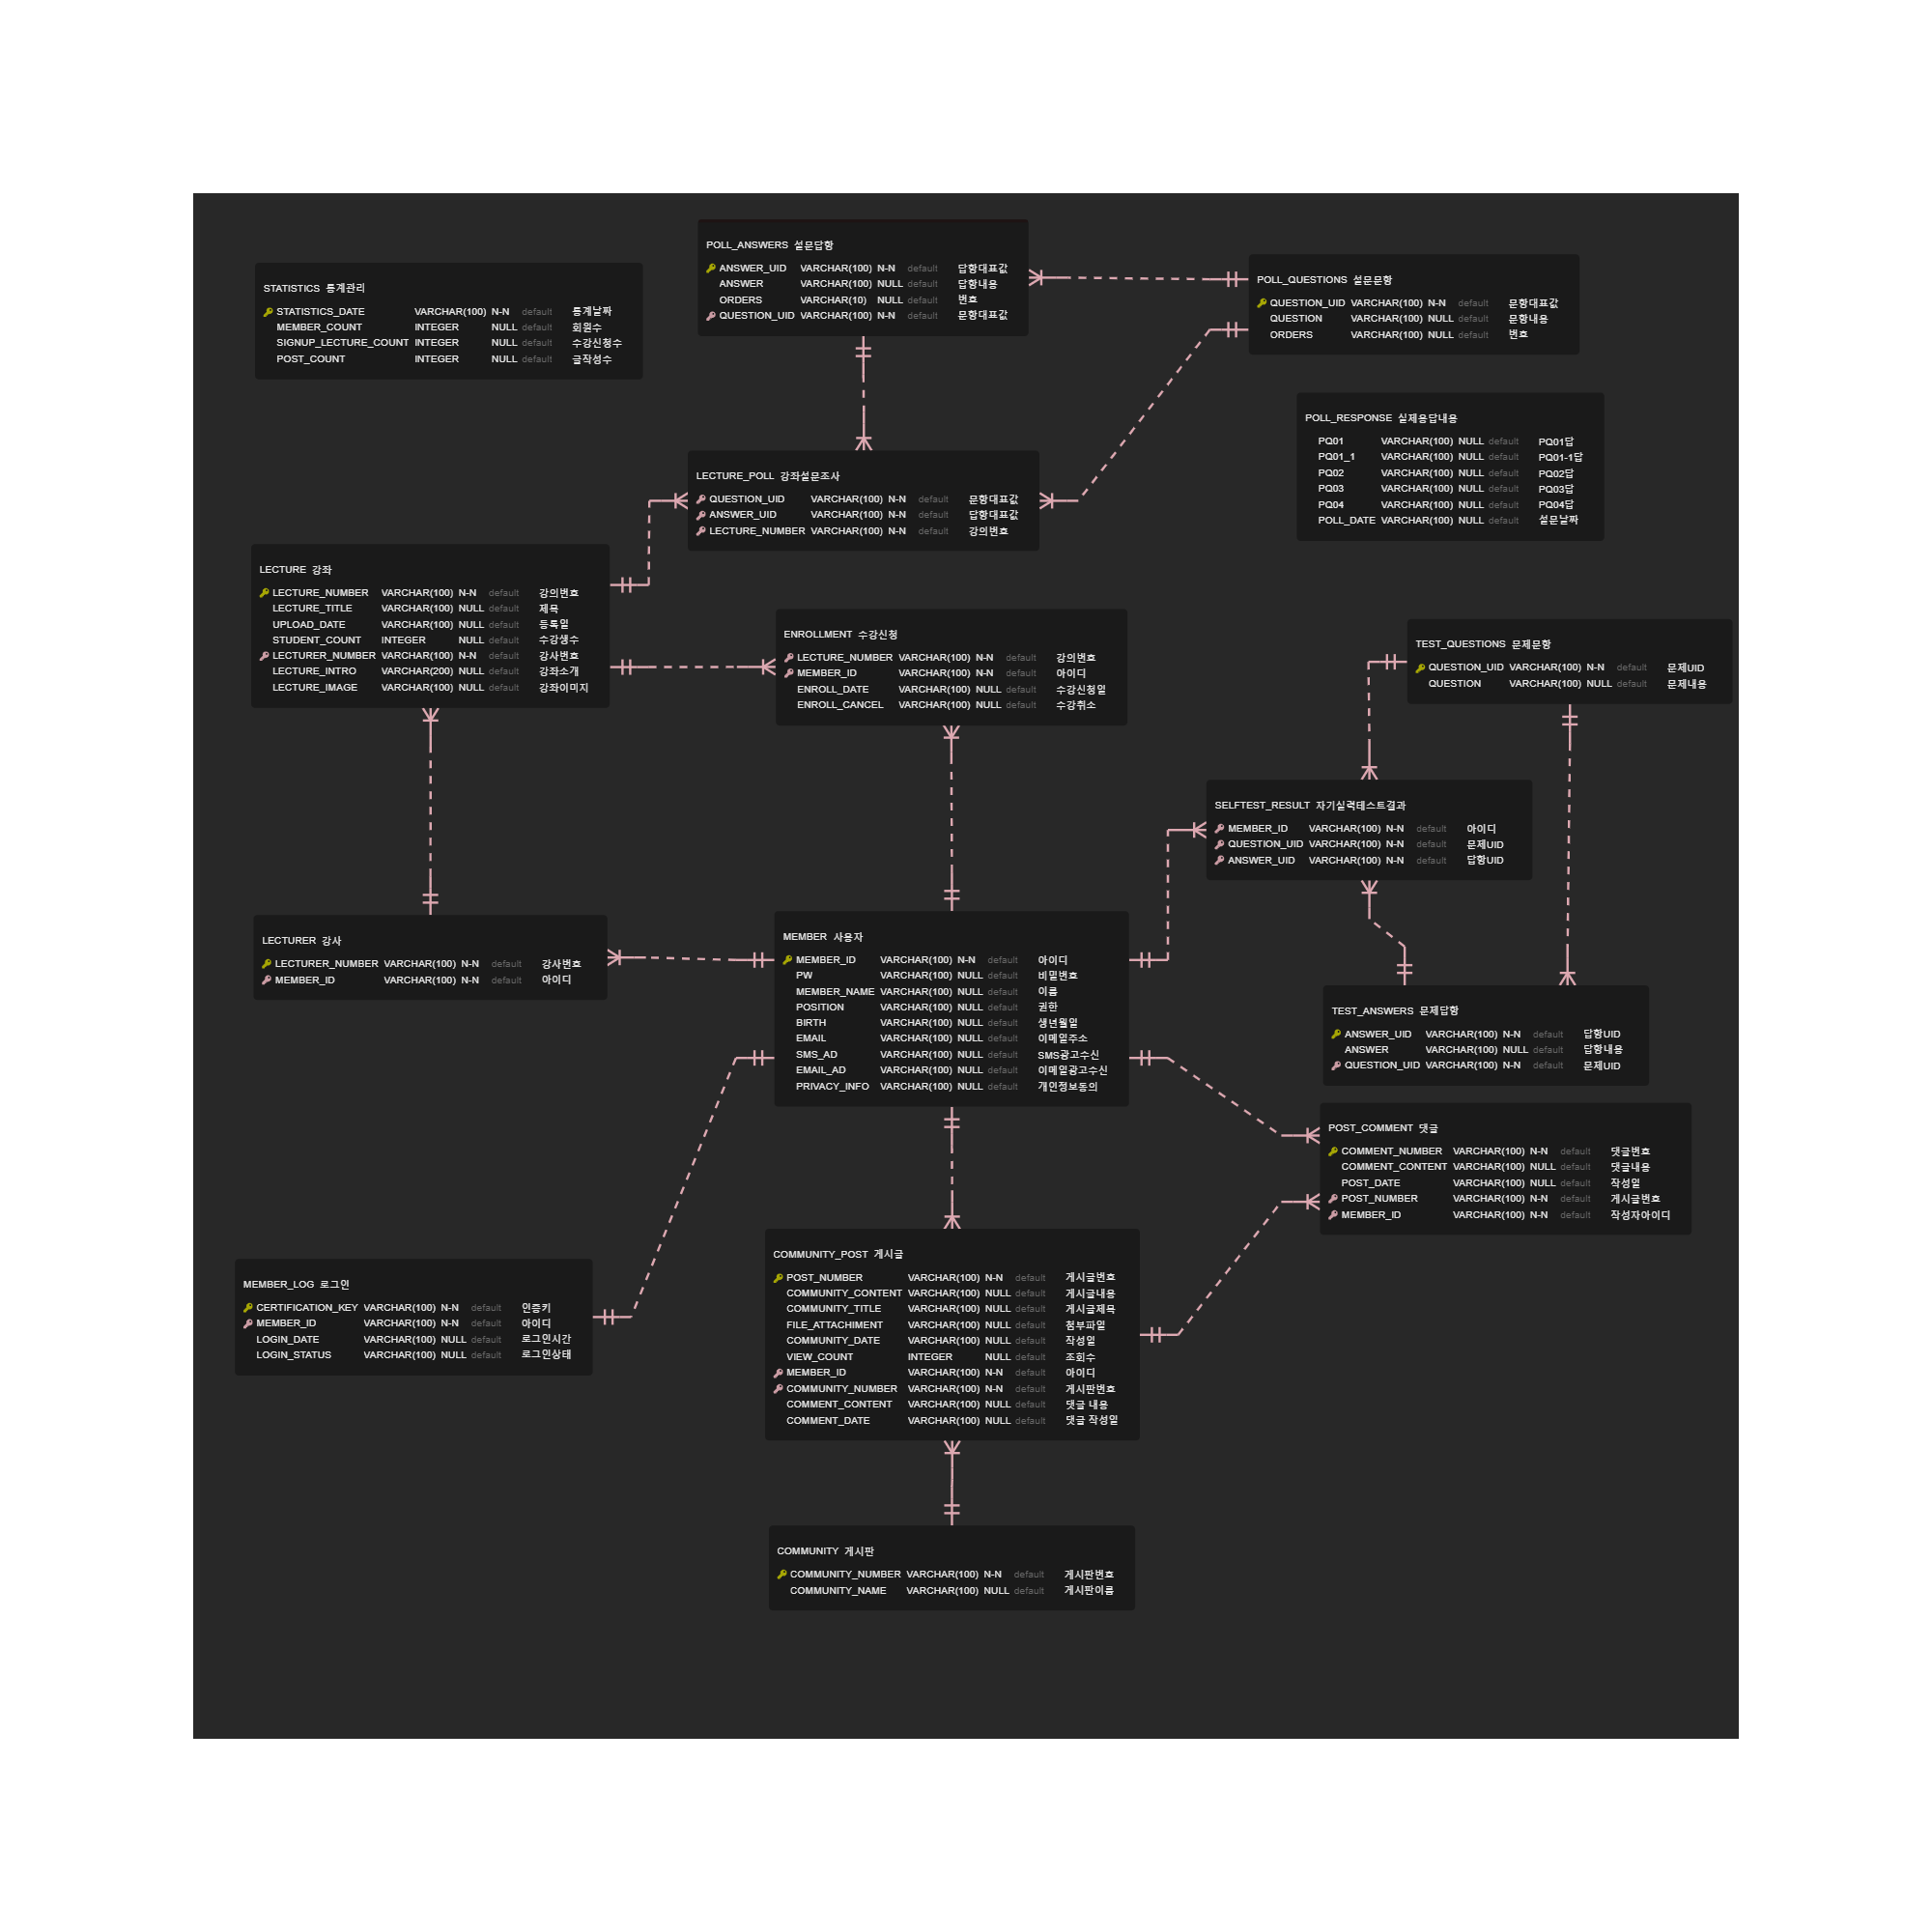 POLL_ANSWERS 설문답항
ANSWER_UID VARCHAR(100) N-N default 답항대표값
ANSWER VARCHAR(100) NULL default 답항내용
ORDERS VARCHAR(10) NULL default 번호
QUESTION_UID VARCHAR(100) N-N default 문항대표값
POLL_QUESTIONS 설문문항
QUESTION_UID VARCHAR(100) N-N default 문항대표값
QUESTION VARCHAR(100) NULL default 문항내용
ORDERS VARCHAR(100) NULL default 번호
STATISTICS 통계관리
STATISTICS_DATE VARCHAR(100) N-N default 통계날짜
MEMBER_COUNT INTEGER NULL default 회원수
SIGNUP_LECTURE_COUNT INTEGER NULL default 수강신청수
POST_COUNT INTEGER NULL default 글작성수
POLL_RESPONSE 실제응답내용
PQ01 VARCHAR(100) NULL default PQ01답
PQ01_1 VARCHAR(100) NULL default PQ01-1답
PQ02 VARCHAR(100) NULL default PQ02답
PQ03 VARCHAR(100) NULL default PQ03답
PQ04 VARCHAR(100) NULL default PQ04답
POLL_DATE VARCHAR(100) NULL default 설문날짜
LECTURE_POLL 강좌설문조사
QUESTION_UID VARCHAR(100) N-N default 문항대표값
ANSWER_UID VARCHAR(100) N-N default 답항대표값
LECTURE_NUMBER VARCHAR(100) N-N default 강의번호
LECTURE 강좌
LECTURE_NUMBER VARCHAR(100) N-N default 강의번호
LECTURE_TITLE VARCHAR(100) NULL default 제목
UPLOAD_DATE VARCHAR(100) NULL default 등록일
STUDENT_COUNT INTEGER NULL default 수강생수
LECTURER_NUMBER VARCHAR(100) N-N default 강사번호
LECTURE_INTRO VARCHAR(200) NULL default 강좌소개
LECTURE_IMAGE VARCHAR(100) NULL default 강좌이미지
ENROLLMENT 수강신청
LECTURE_NUMBER VARCHAR(100) N-N default 강의번호
MEMBER_ID VARCHAR(100) N-N default 아이디
ENROLL_DATE VARCHAR(100) NULL default 수강신청일
ENROLL_CANCEL VARCHAR(100) NULL default 수강취소
TEST_QUESTIONS 문제문항
QUESTION_UID VARCHAR(100) N-N default 문제UID
QUESTION VARCHAR(100) NULL default 문제내용
SELFTEST_RESULT 자기실력테스트결과
MEMBER_ID VARCHAR(100) N-N default 아이디
QUESTION_UID VARCHAR(100) N-N default 문제UID
ANSWER_UID VARCHAR(100) N-N default 답항UID
LECTURER 강사
LECTURER_NUMBER VARCHAR(100) N-N default 강사번호
MEMBER_ID VARCHAR(100) N-N default 아이디
MEMBER 사용자
MEMBER_ID VARCHAR(100) N-N default 아이디
PW VARCHAR(100) NULL default 비밀번호
MEMBER_NAME VARCHAR(100) NULL default 이름
POSITION VARCHAR(100) NULL default 권한
BIRTH VARCHAR(100) NULL default 생년월일
EMAIL VARCHAR(100) NULL default 이메일주소
SMS_AD VARCHAR(100) NULL default SMS광고수신
EMAIL_AD VARCHAR(100) NULL default 이메일광고수신
PRIVACY_INFO VARCHAR(100) NULL default 개인정보동의
TEST_ANSWERS 문제답항
ANSWER_UID VARCHAR(100) N-N default 답항UID
ANSWER VARCHAR(100) NULL default 답항내용
QUESTION_UID VARCHAR(100) N-N default 문제UID
POST_COMMENT 댓글
COMMENT_NUMBER VARCHAR(100) N-N default 댓글번호
COMMENT_CONTENT VARCHAR(100) NULL default 댓글내용
POST_DATE VARCHAR(100) NULL default 작성일
POST_NUMBER VARCHAR(100) N-N default 게시글번호
MEMBER_ID VARCHAR(100) N-N default 작성자아이디
MEMBER_LOG 로그인
CERTIFICATION_KEY VARCHAR(100) N-N default 인증키
MEMBER_ID VARCHAR(100) N-N default 아이디
LOGIN_DATE VARCHAR(100) NULL default 로그인시간
LOGIN_STATUS VARCHAR(100) NULL default 로그인상태
COMMUNITY_POST 게시글
POST_NUMBER VARCHAR(100) N-N default 게시글번호
COMMUNITY_CONTENT VARCHAR(100) NULL default 게시글내용
COMMUNITY_TITLE VARCHAR(100) NULL default 게시글제목
FILE_ATTACHIMENT VARCHAR(100) NULL default 첨부파일
COMMUNITY_DATE VARCHAR(100) NULL default 작성일
VIEW_COUNT INTEGER NULL default 조회수
MEMBER_ID VARCHAR(100) N-N default 아이디
COMMUNITY_NUMBER VARCHAR(100) N-N default 게시판번호
COMMENT_CONTENT VARCHAR(100) NULL default 댓글 내용
COMMENT_DATE VARCHAR(100) NULL default 댓글 작성일
COMMUNITY 게시판
COMMUNITY_NUMBER VARCHAR(100) N-N default 게시판번호
COMMUNITY_NAME VARCHAR(100) NULL default 게시판이름